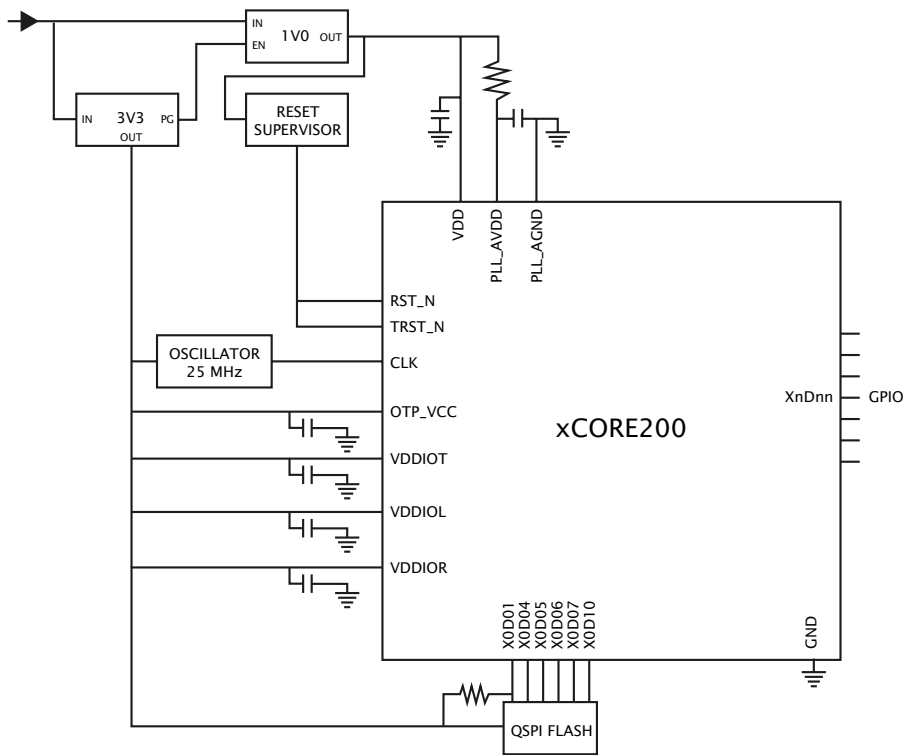 IN
1V0 OUT
EN
IN
3V3
PG
OUT
RESET
SUPERVISOR
VDD
PLL_AVDD
PLL_AGND
RST_N
TRST_N
OSCILLATOR
25 MHz
CLK
XnDnn
GPIO
OTP_VCC
xCORE200
VDDIOT
VDDIOL
VDDIOR
X0D01
X0D04
X0D05
X0D06
X0D07
X0D10
GND
QSPI FLASH